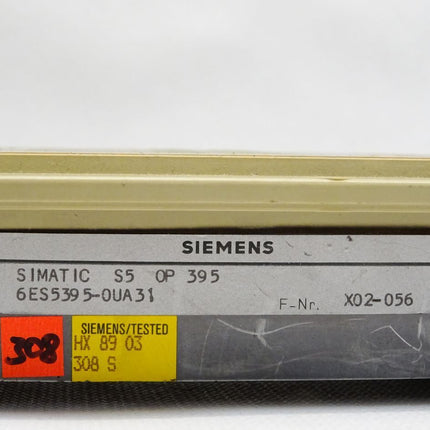 SIEMENS
SIMATIC S5 OP 395
6ES5395-0UA31
F-Nr. X02-056
308
SIEMENS/TESTED
HX 89 03
308 S